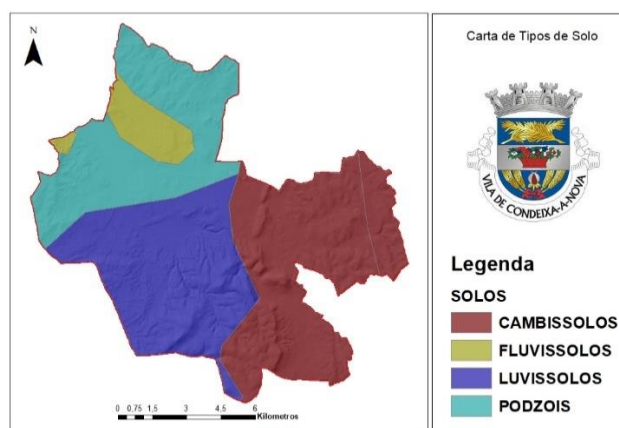 N
0 0,75 1,5 3 4,5 6
Kilometros
Carta de Tipos de Solo
VILA DE CONDEIXA-A-NOVA
Legenda
SOLOS
CAMBISSOLOS
FLUVISSOLOS
LUVISSOLOS
PODZOIS